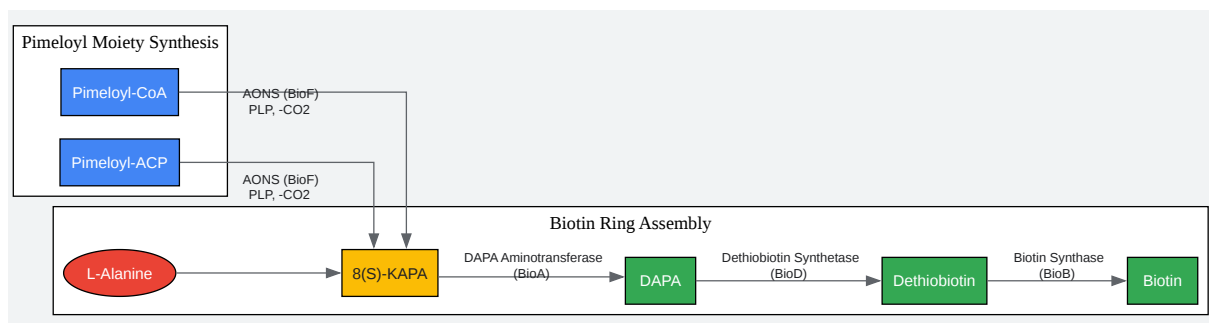 Pimeloyl Moiety Synthesis
Pimeloyl-CoA
AONS (BioF)
PLP, -CO2
Pimeloyl-ACP
AONS (BioF)
PLP, -CO2
Biotin Ring Assembly
L-Alanine
8(S)-KAPA
DAPA Aminotransferase
(BioA)
DAPA
Dethiobiotin Synthetase
(BioD)
Dethiobiotin
Biotin Synthase
(BioB)
Biotin